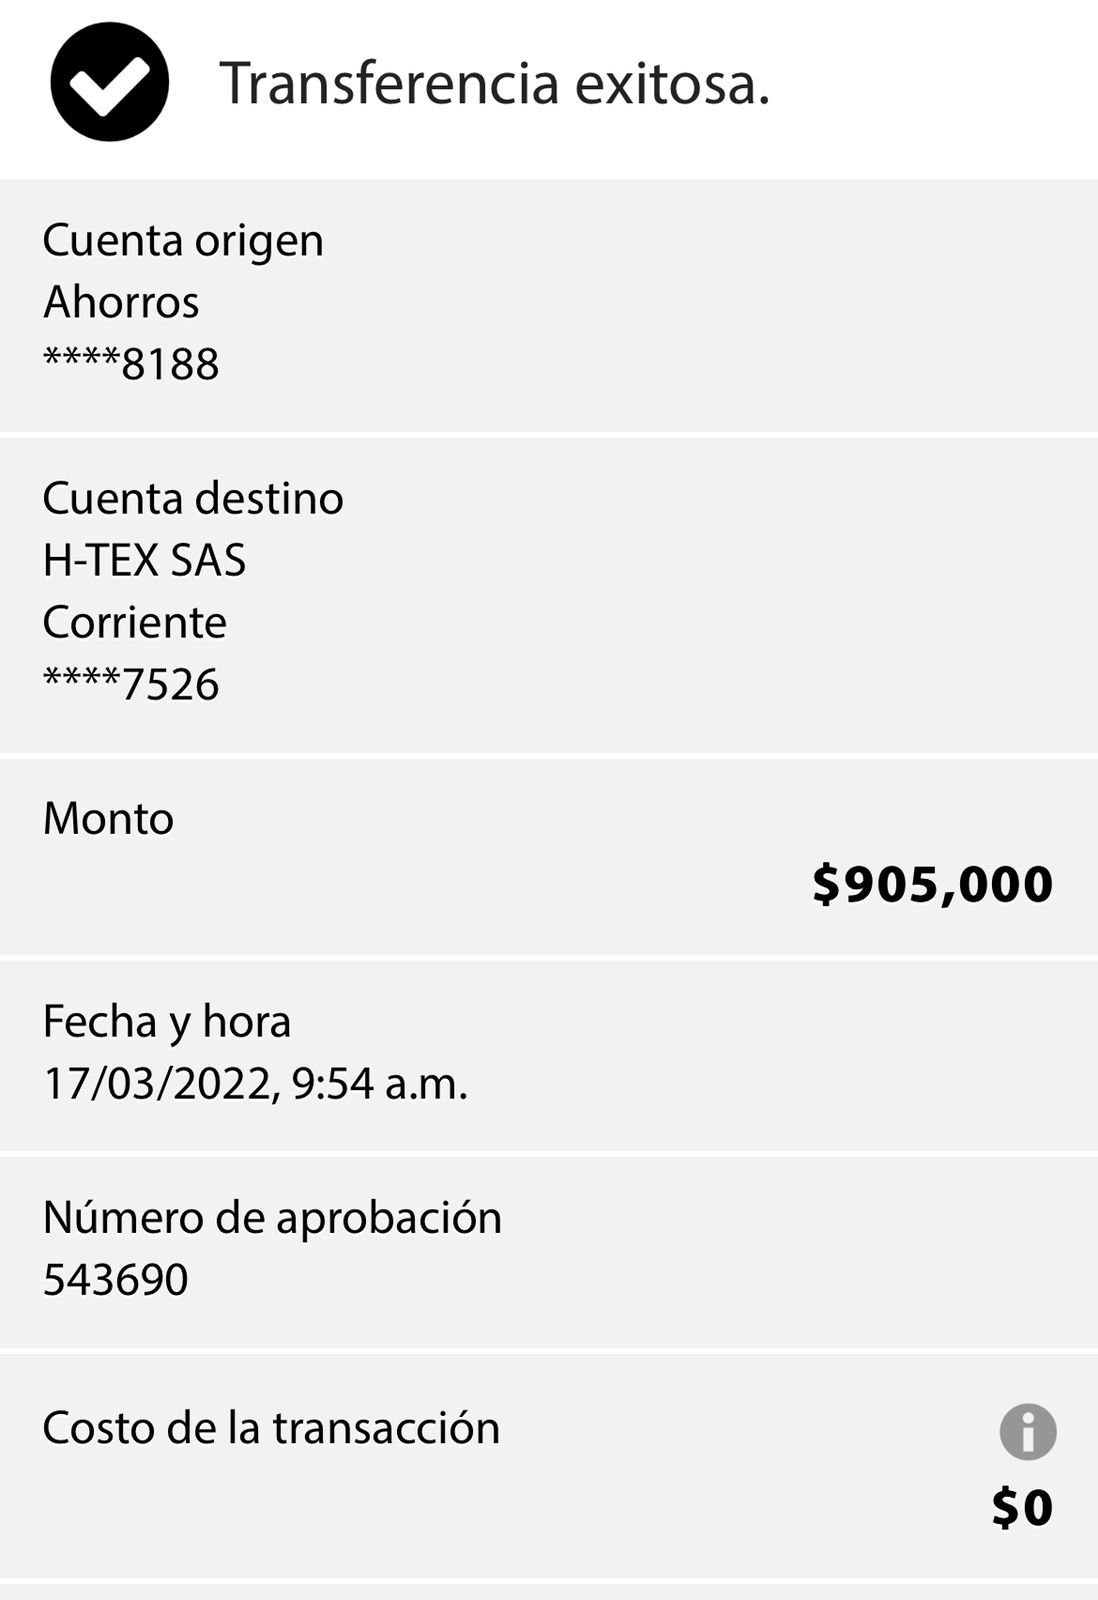 Transferencia exitosa.
Cuenta origen
Ahorros
****8188
Cuenta destino
H-TEX SAS
Corriente
****7526
Monto
$905,000
Fecha y hora
17/03/2022, 9:54 a.m.
Número de aprobación
543690
Costo de la transacción
$0